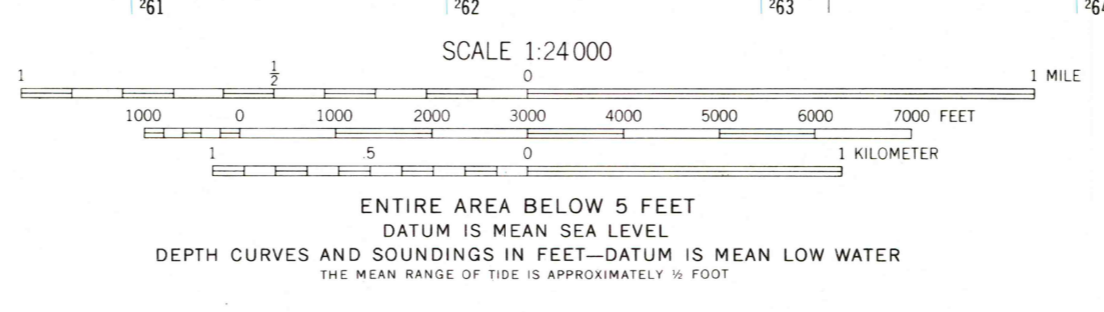 ²61 ²62 ²63 ²64
SCALE 1:24 000
1 ½ 0 1 MILE
1000 0 1000 2000 3000 4000 5000 6000 7000 FEET
1 .5 0 1 KILOMETER
ENTIRE AREA BELOW 5 FEET
DATUM IS MEAN SEA LEVEL
DEPTH CURVES AND SOUNDINGS IN FEET—DATUM IS MEAN LOW WATER
THE MEAN RANGE OF TIDE IS APPROXIMATELY ½ FOOT